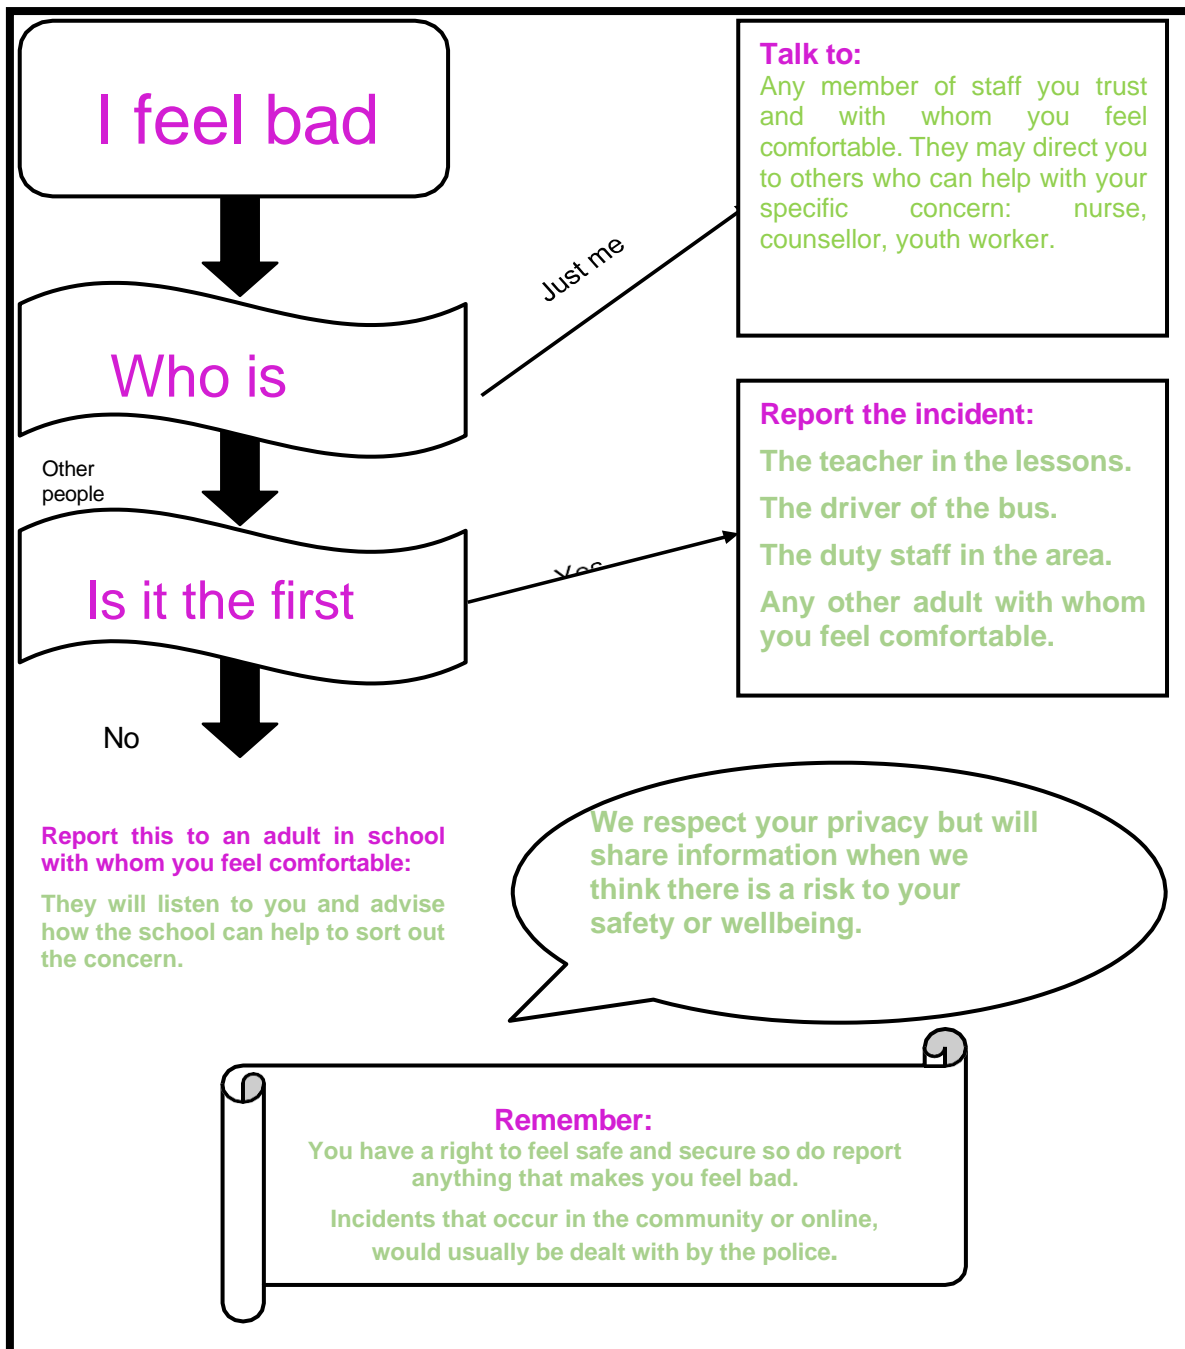 I feel bad
Talk to:
Any member of staff you trust
and with whom you feel
comfortable. They may direct you
to others who can help with your
specific concern: nurse,
counsellor, youth worker.
Just me
Who is
Other
people
Report the incident:
The teacher in the lessons.
The driver of the bus.
The duty staff in the area.
Any other adult with whom
you feel comfortable.
Is it the first
Yes
No
Report this to an adult in school
with whom you feel comfortable:
They will listen to you and advise
how the school can help to sort out
the concern.
We respect your privacy but will
share information when we
think there is a risk to your
safety or wellbeing.
Remember:
You have a right to feel safe and secure so do report
anything that makes you feel bad.
Incidents that occur in the community or online,
would usually be dealt with by the police.